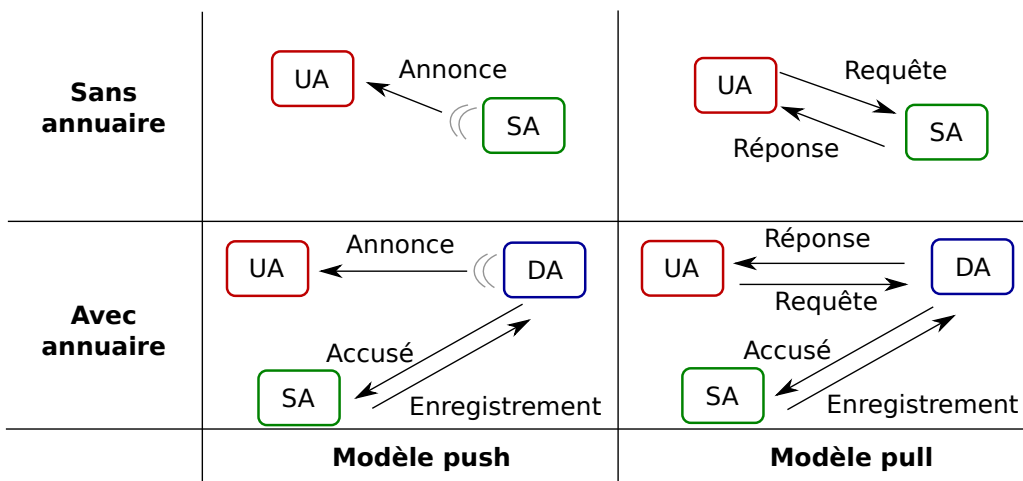 Sans
annuaire
UA
Annonce
SA
UA
Requête
Réponse
SA
Avec
annuaire
UA
Annonce
DA
Accusé
SA
Enregistrement
UA
Réponse
Requête
DA
Accusé
SA
Enregistrement
Modèle push
Modèle pull